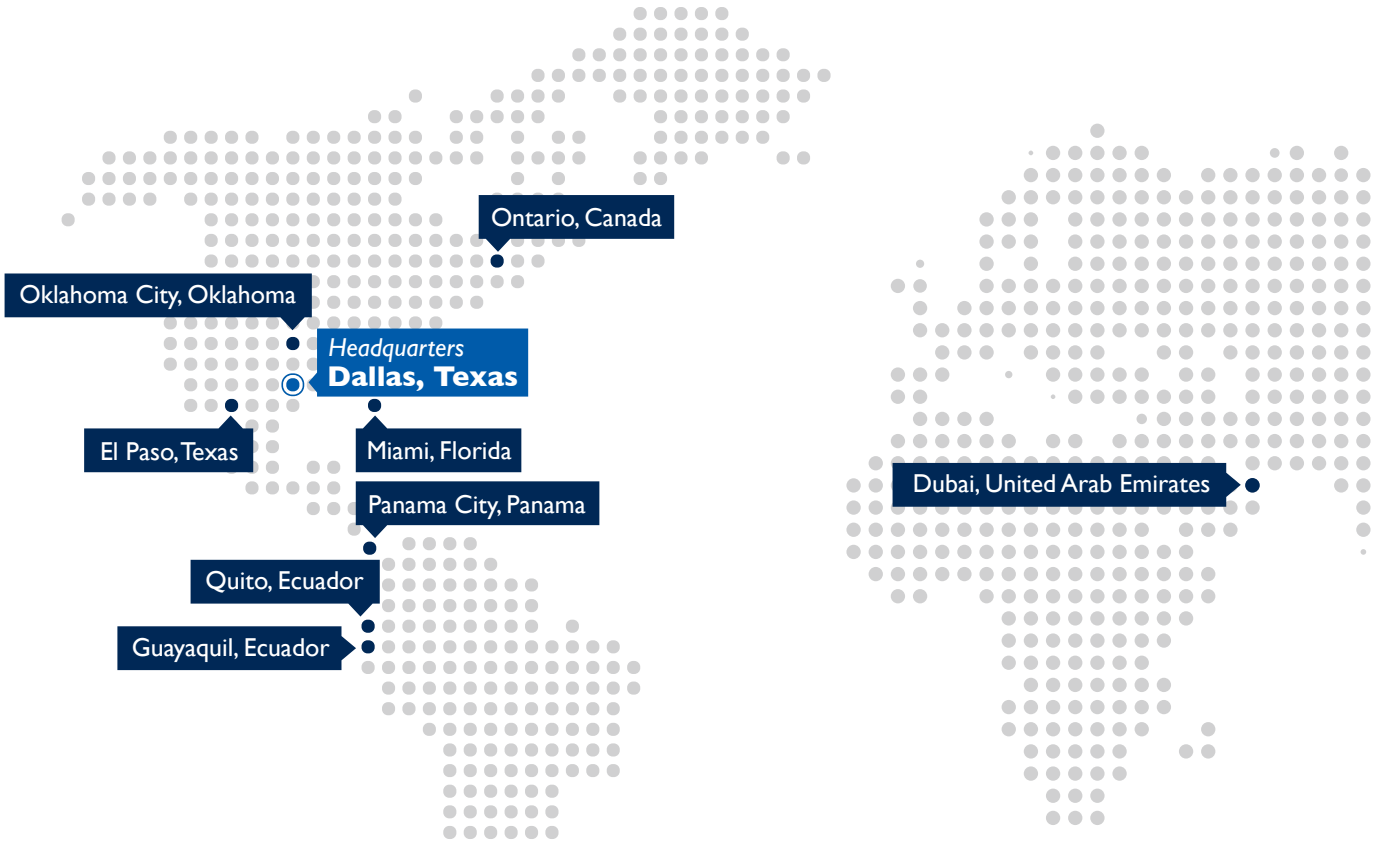 Ontario, Canada
Oklahoma City, Oklahoma
Headquarters
Dallas, Texas
El Paso, Texas
Miami, Florida
Dubai, United Arab Emirates
Panama City, Panama
Quito, Ecuador
Guayaquil, Ecuador